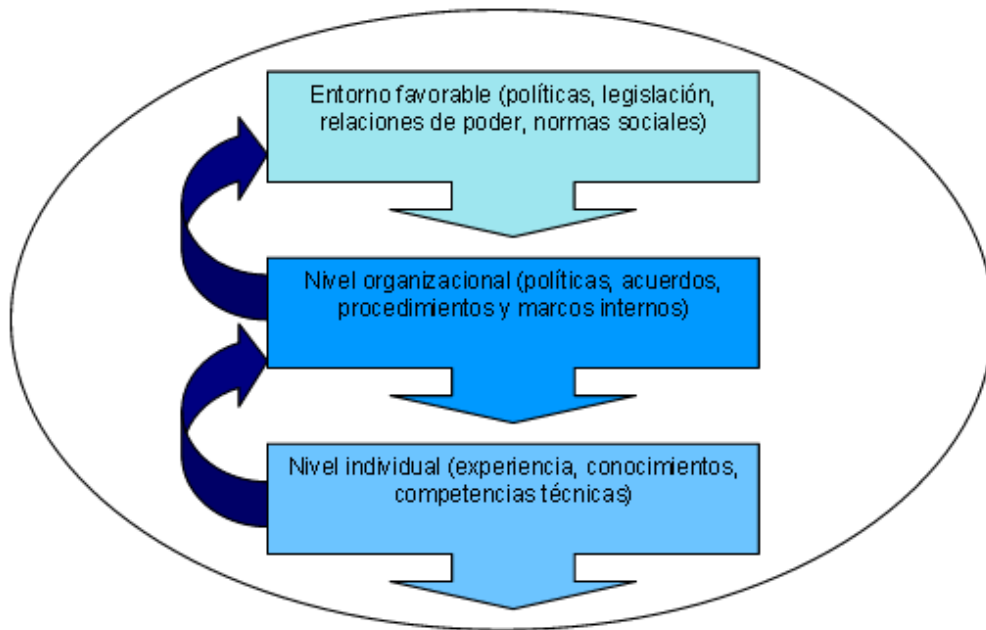 Entorno favorable (políticas, legislación,
relaciones de poder, normas sociales)
Nivel organizacional (políticas, acuerdos,
procedimientos y marcos internos)
Nivel individual (experiencia, conocimientos,
competencias técnicas)